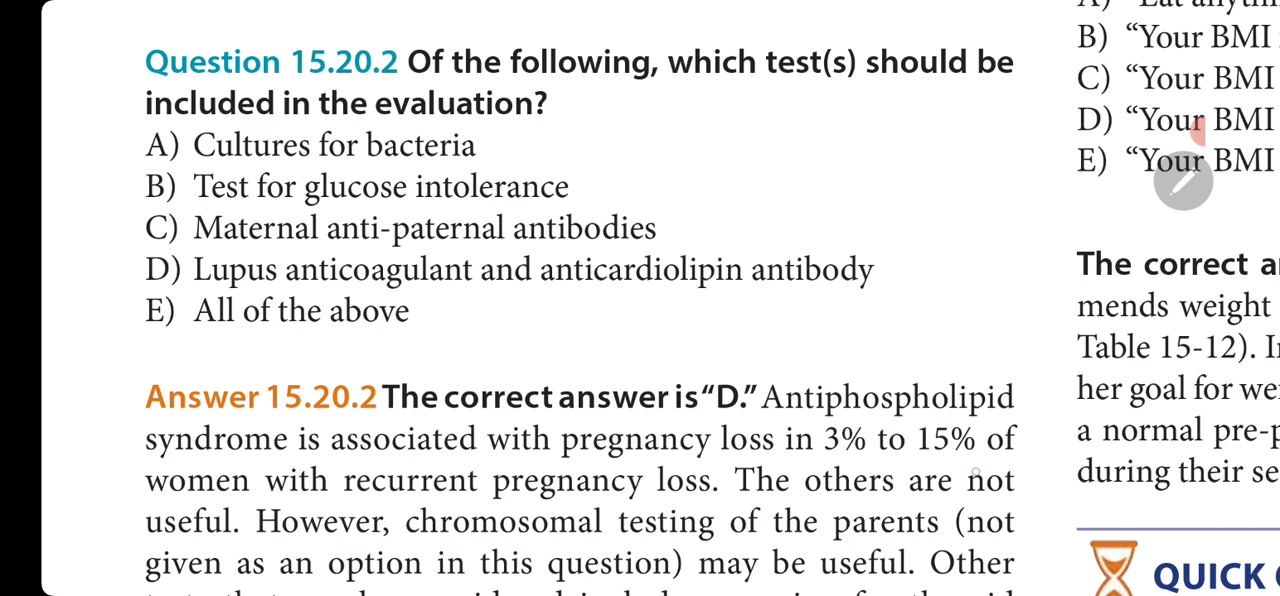 Question 15.20.2 Of the following, which test(s) should be
included in the evaluation?
A) Cultures for bacteria
B) Test for glucose intolerance
C) Maternal anti-paternal antibodies
D) Lupus anticoagulant and anticardiolipin antibody
E) All of the above
Answer 15.20.2 The correct answer is “D.” Antiphospholipid
syndrome is associated with pregnancy loss in 3% to 15% of
women with recurrent pregnancy loss. The others are not
useful. However, chromosomal testing of the parents (not
given as an option in this question) may be useful. Other
B) “Your BMI
C) “Your BMI
D) “Your BMI
E) “Your BMI
The correct
mends weight
Table 15-12).
her goal for
a normal
during their
QUICK